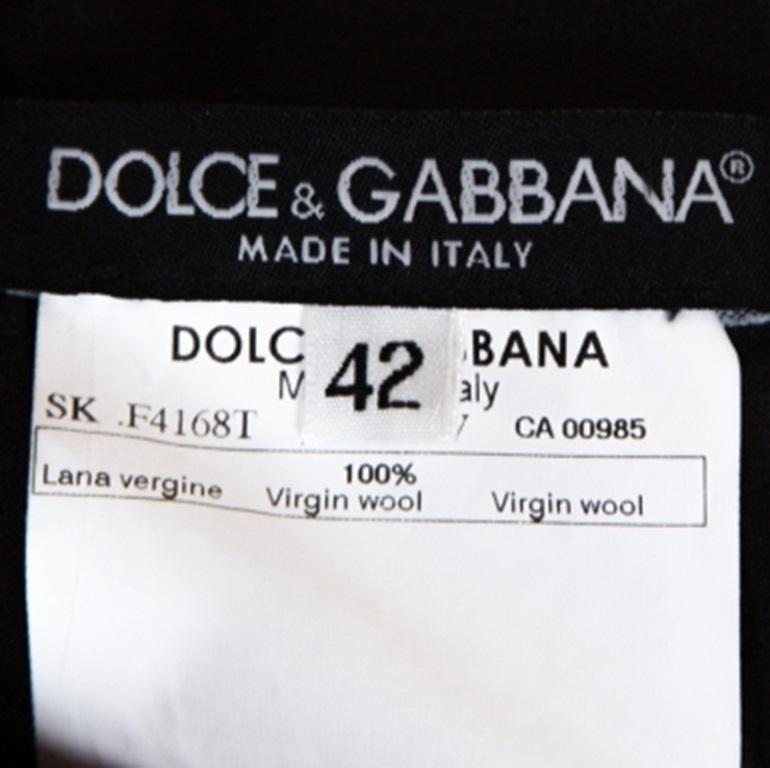 DOLCE & GABBANA®
MADE IN ITALY
DOLC 42 BBANA
M aly
SK .F4168T CA 00985
100%
Lana vergine Virgin wool Virgin wool